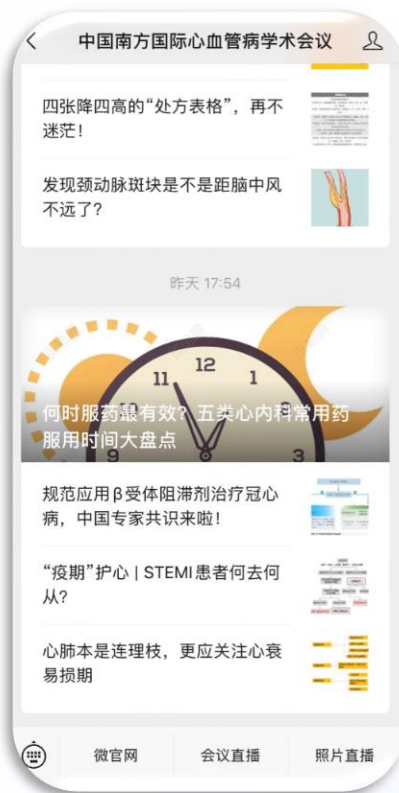 中国南方国际心血管病学术会议
四张降四高的“处方表格”，再不
迷茫！
发现颈动脉斑块是不是距脑中风
不远了？
昨天 17:54
12
11
1
10
9
3
何时服药最有效？五类心内科常用药
服用时间大盘点
规范应用β受体阻滞剂治疗冠心
病，中国专家共识来啦！
“疫期”护心 | STEMI患者何去何
从？
心肺本是连理枝，更应关注心衰
易损期
微官网
会议直播
照片直播